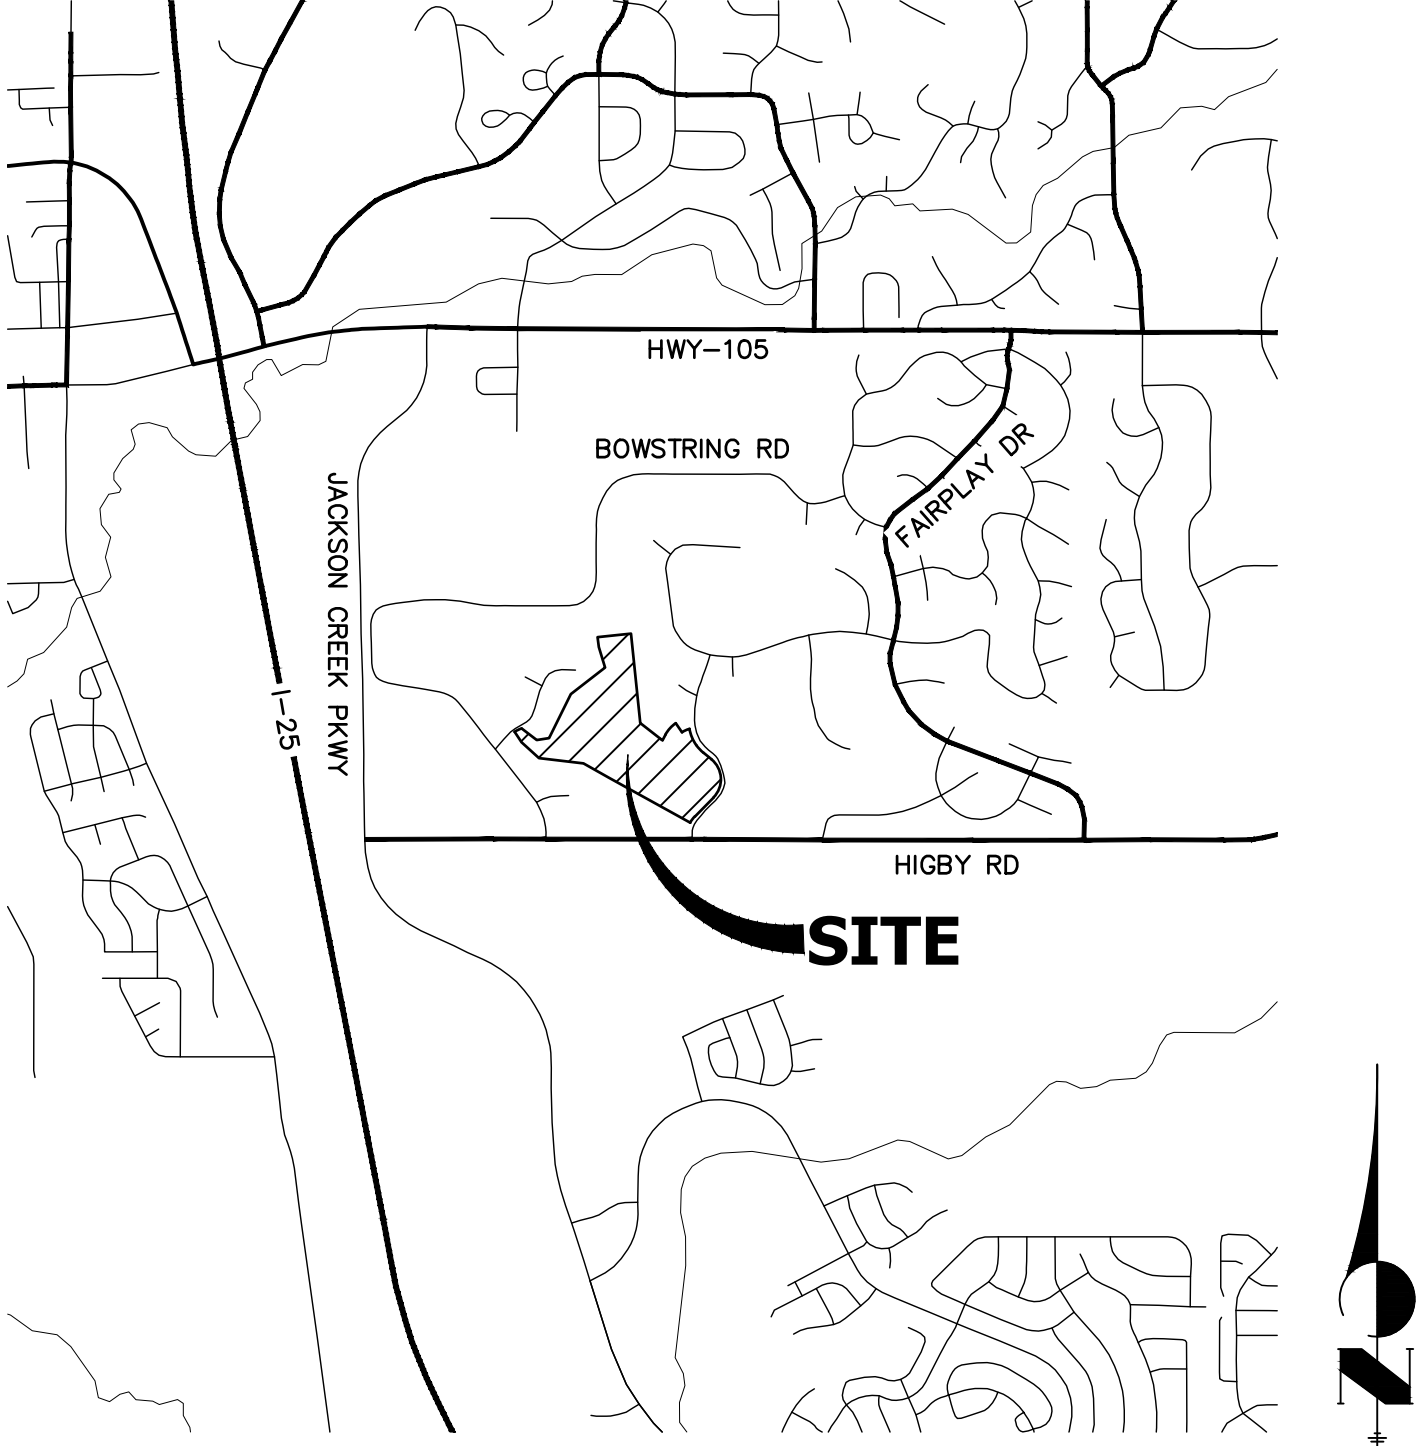 HWY-105
BOWSTRING RD
FAIRPLAY DR
JACKSON CREEK PKWY
I-25
HIGBY RD
SITE
N